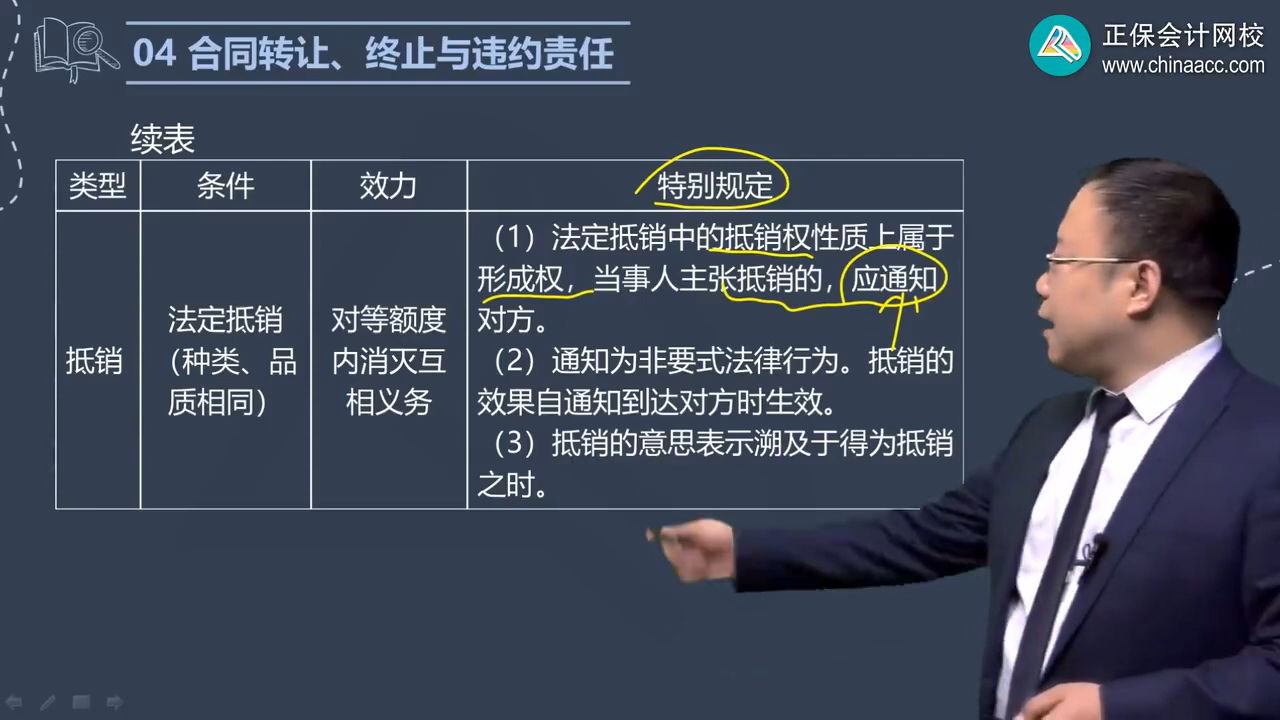 04 合同转让、终止与违约责任
正保会计网校
www.chinaacc.com
续表
类型
条件
效力
特别规定
抵销
法定抵销
（种类、品
质相同）
对等额度
内消灭互
相义务
（1）法定抵销中的抵销权性质上属于
形成权，当事人主张抵销的，应通知
对方。
（2）通知为非要式法律行为。抵销的
效果自通知到达对方时生效。
（3）抵销的意思表示溯及于得为抵销
之时。